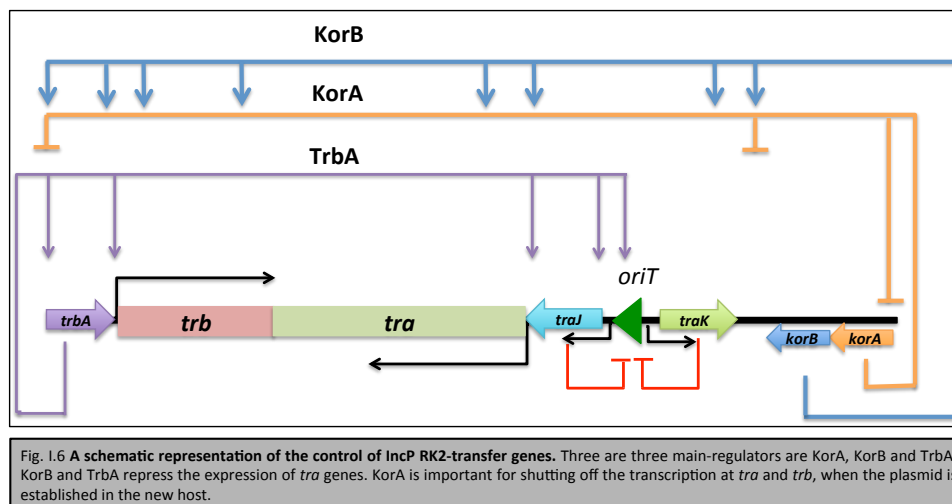 KorB
KorA
TrbA
oriT
trbA
trb
tra
traJ
traK
korB
korA
Fig. I.6 A schematic representation of the control of IncP RK2-transfer genes. Three are three main-regulators are KorA, KorB and TrbA
KorB and TrbA repress the expression of tra genes. KorA is important for shutting off the transcription at tra and trb, when the plasmid i
established in the new host.